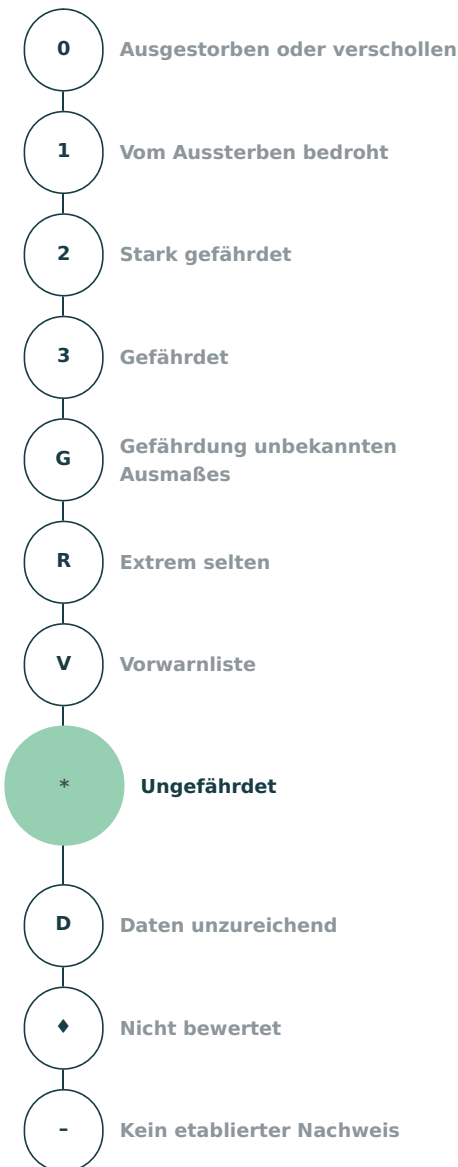 0 Ausgestorben oder verschollen
1 Vom Aussterben bedroht
2 Stark gefährdet
3 Gefährdet
G Gefährdung unbekannten
Ausmaßes
R Extrem selten
V Vorwarnliste
* Ungefährdet
D Daten unzureichend
♦ Nicht bewertet
– Kein etablierter Nachweis